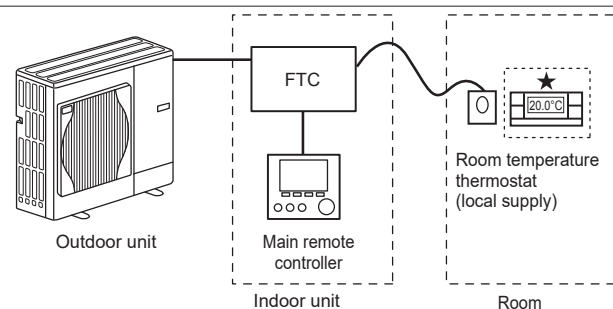 FTC
★
20.0°C
Room temperature
thermostat
(local supply)
Outdoor unit
Main remote
controller
Indoor unit
Room